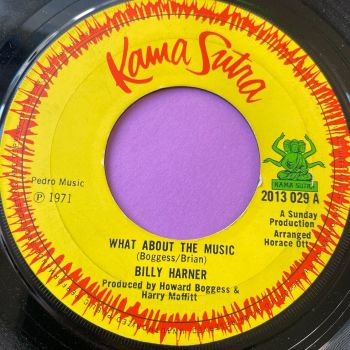 Kama Sutra
KAMA SUTRA
Pedro Music
℗ 1971
2013 029 A
A Sunday
Production
Arranged
Horace Ott
WHAT ABOUT THE MUSIC
(Boggess/Brian)
BILLY HARNER
Produced by Howard Boggess &
Harry Moffitt